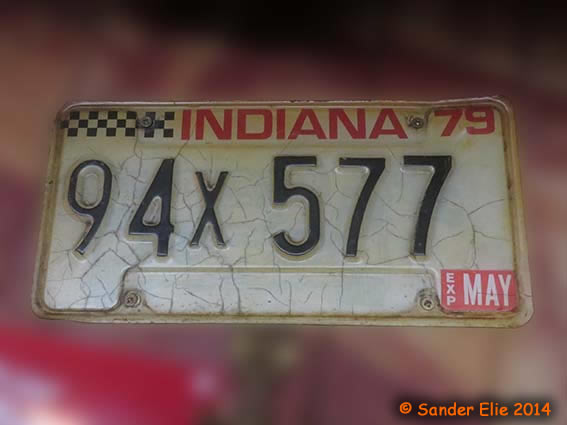 INDIANA 79
94X 577
EXP MAY
© Sander Elie 2014